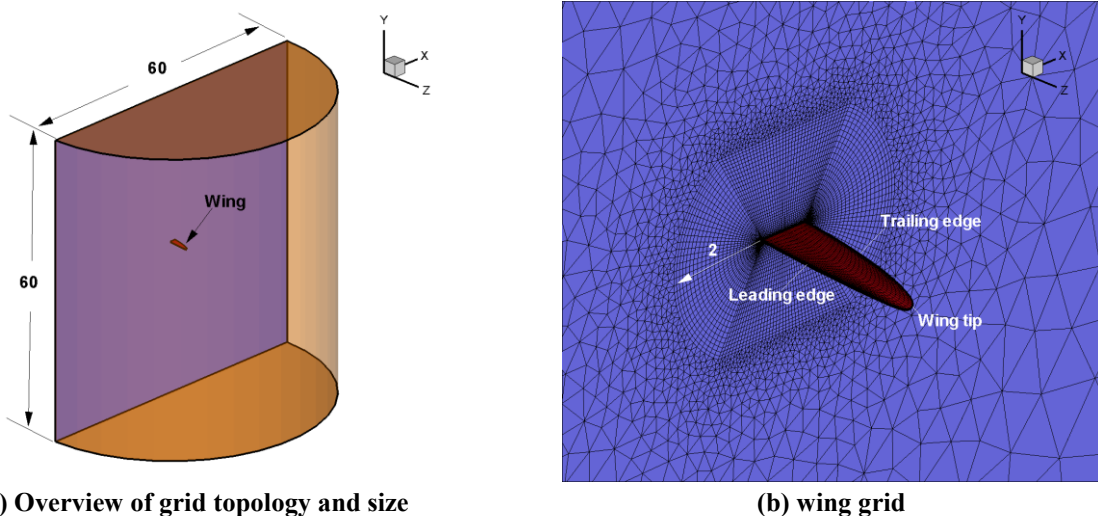 60
Y
X
Z
Wing
60
Y
X
Z
Trailing edge
2
Leading edge
Wing tip
) Overview of grid topology and size
(b) wing grid